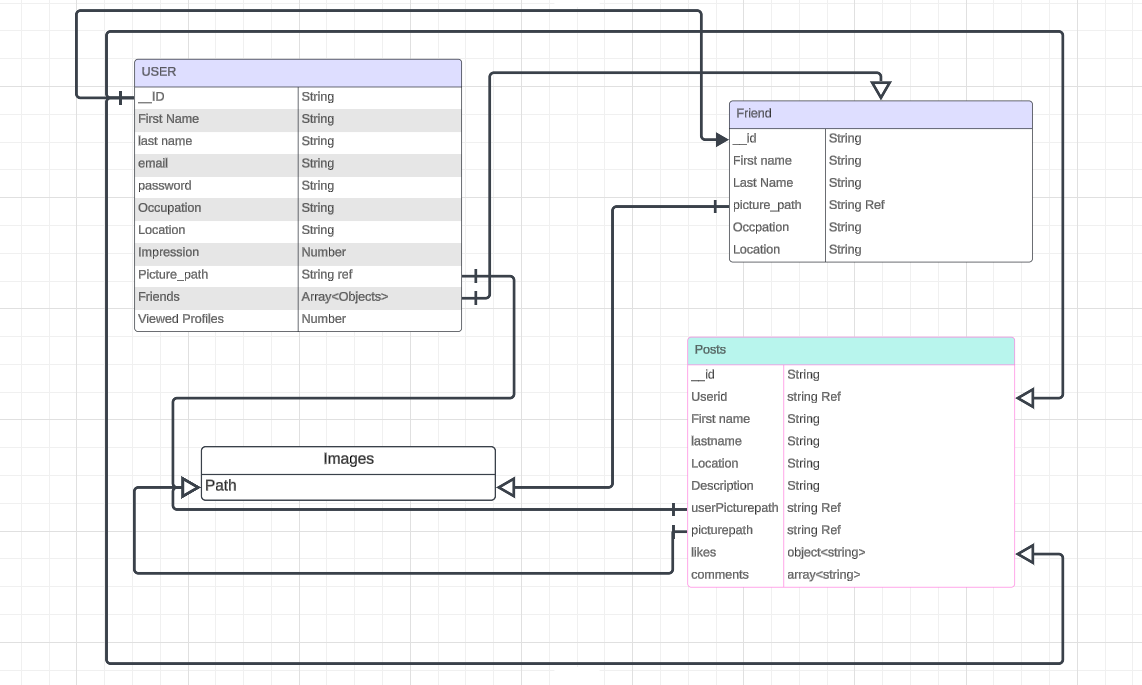 USER
__ID String
First Name String
last name String
email String
password String
Occupation String
Location String
Impression Number
Picture_path String ref
Friends Array<Objects>
Viewed Profiles Number
Friend
__id String
First name String
Last Name String
picture_path String Ref
Occpation String
Location String
Posts
__id String
Userid string Ref
First name String
lastname String
Location String
Description String
userPicturepath string Ref
picturepath string Ref
likes object<string>
comments array<string>
Images
Path